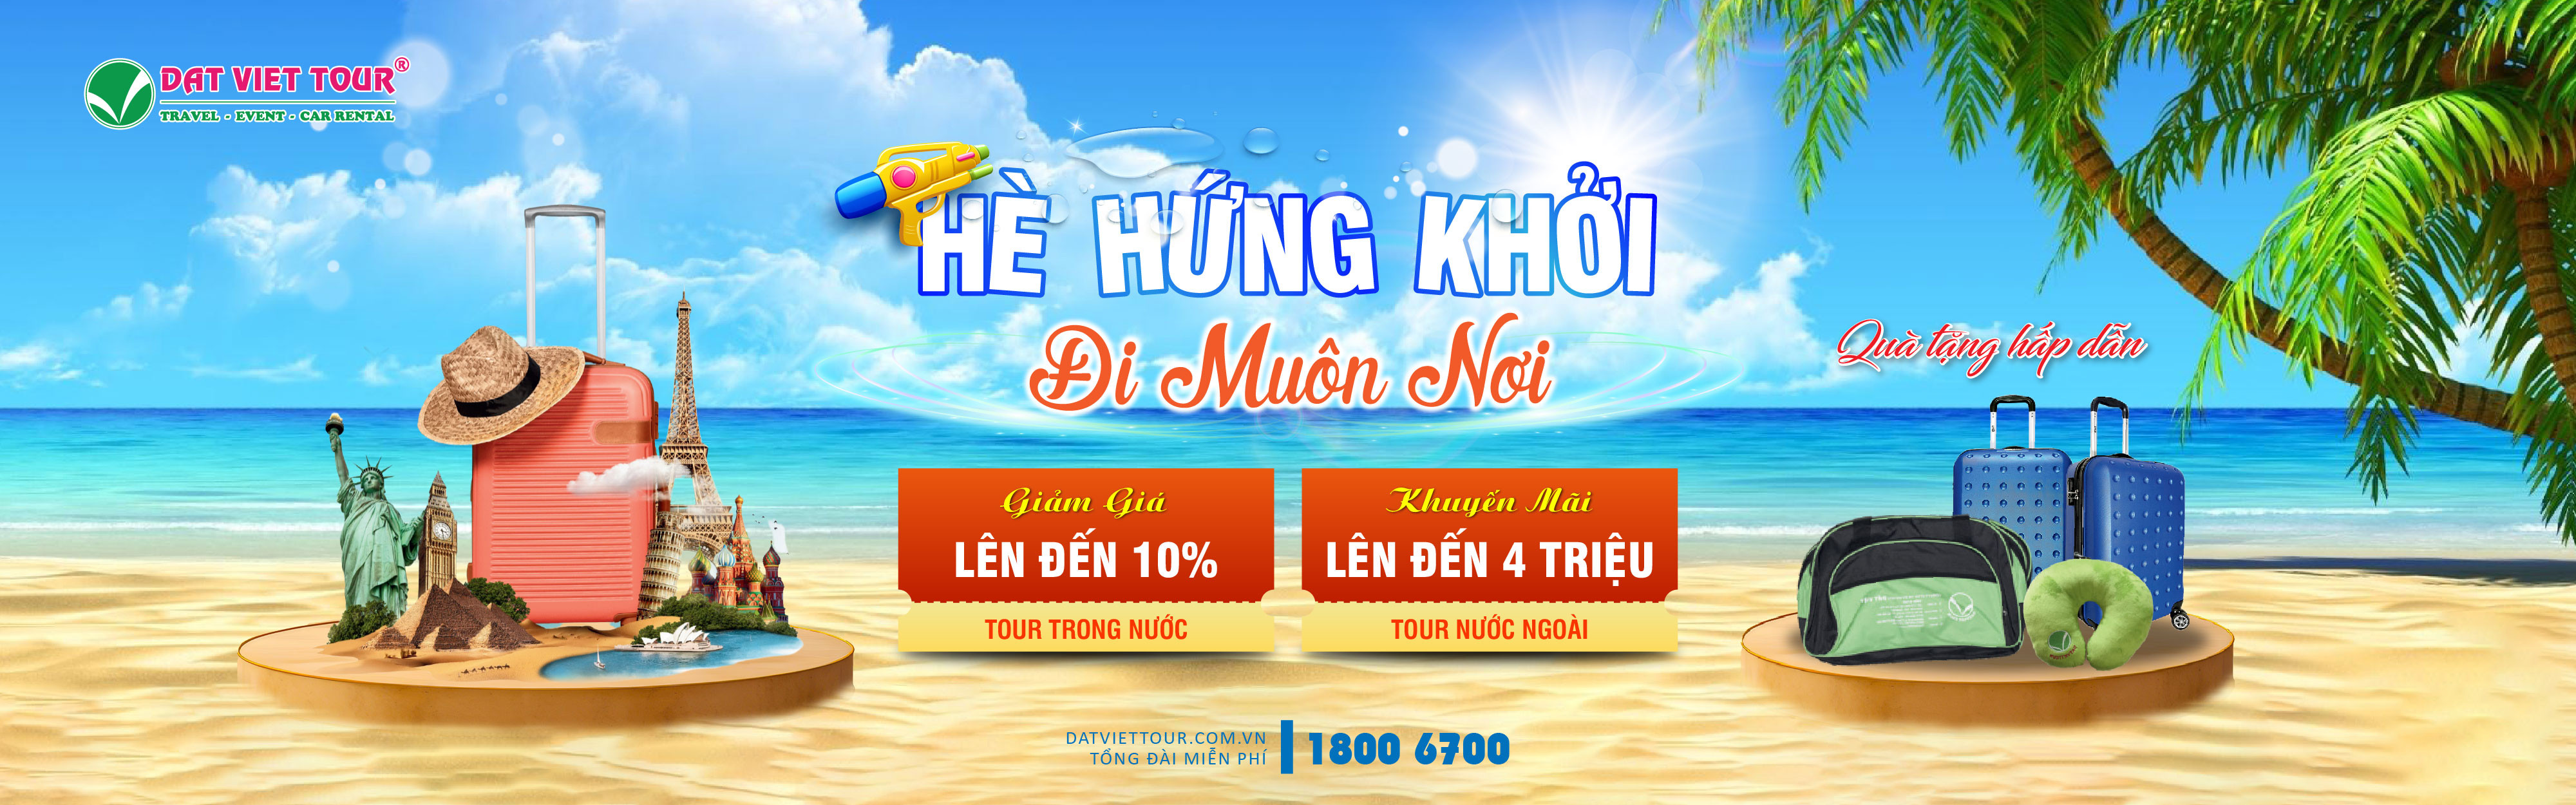 DAT VIET TOUR®
TRAVEL - EVENT - CAR RENTAL
HÈ HỨNG KHỞI
Đi Muôn Nơi
Quà tặng hấp dẫn
Giảm Giá
LÊN ĐẾN 10%
TOUR TRONG NƯỚC
Khuyến Mãi
LÊN ĐẾN 4 TRIỆU
TOUR NƯỚC NGOÀI
DATVIETTOUR.COM.VN
TỔNG ĐÀI MIỄN PHÍ
1800 6700